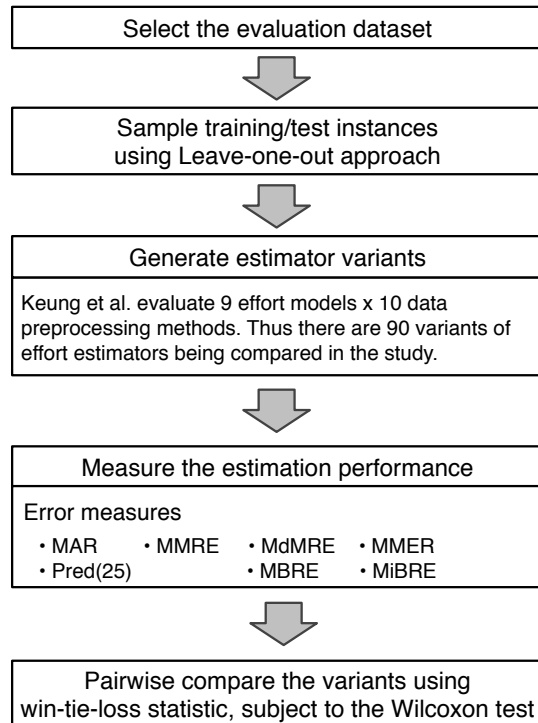 Select the evaluation dataset
Sample training/test instances
using Leave-one-out approach
Generate estimator variants
Keung et al. evaluate 9 effort models x 10 data
preprocessing methods. Thus there are 90 variants of
effort estimators being compared in the study.
Measure the estimation performance
Error measures
• MAR • MMRE • MdMRE • MMER
• Pred(25) • MBRE • MiBRE
Pairwise compare the variants using
win-tie-loss statistic, subject to the Wilcoxon test